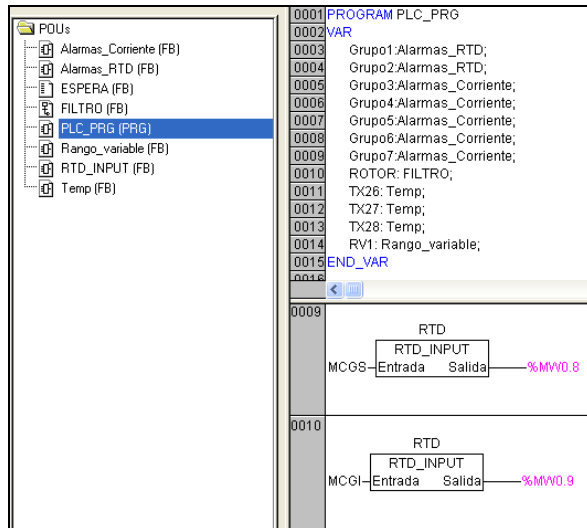 POUs
Alarmas_Corriente (FB)
Alarmas_RTD (FB)
ESPERA (FB)
FILTRO (FB)
PLC_PRG (PRG)
Rango_variable (FB)
RTD_INPUT (FB)
Temp (FB)
0001 PROGRAM PLC_PRG
0002 VAR
0003 Grupo1:Alarmas_RTD;
0004 Grupo2:Alarmas_RTD;
0005 Grupo3:Alarmas_Corriente;
0006 Grupo4:Alarmas_Corriente;
0007 Grupo5:Alarmas_Corriente;
0008 Grupo6:Alarmas_Corriente;
0009 Grupo7:Alarmas_Corriente;
0010 ROTOR: FILTRO;
0011 TX26: Temp;
0012 TX27: Temp;
0013 TX28: Temp;
0014 RV1: Rango_variable;
0015 END_VAR
0016
0009
RTD
RTD_INPUT
MCGS Entrada Salida %MW0.8
0010
RTD
RTD_INPUT
MCGI Entrada Salida %MW0.9